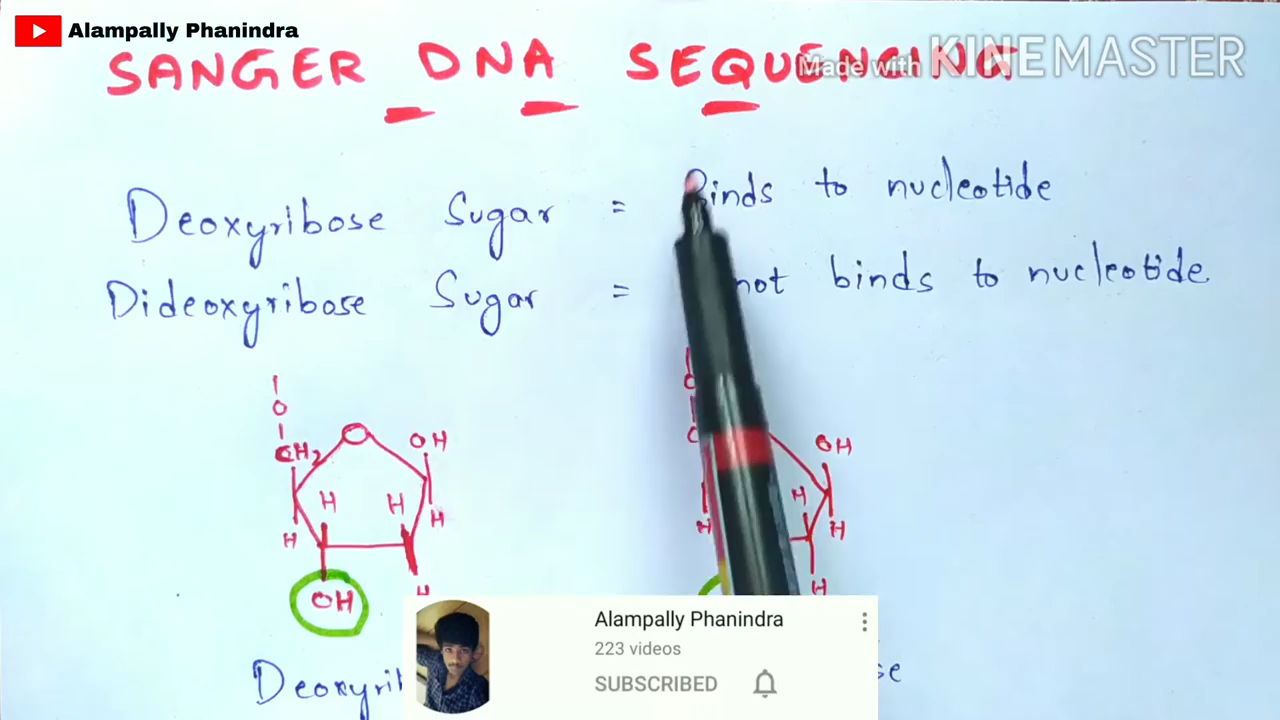 Alampally Phanindra
SANGER DNA SEQUENCING
Made with KINEMASTER
Deoxyribose Sugar = Binds to nucleotide
Dideoxyribose Sugar = not binds to nucleotide.
O
O
CH2 OH
OH
H H
H
H
H
H
H
H
OH
H
H
Alampally Phanindra
223 videos
SUBSCRIBED